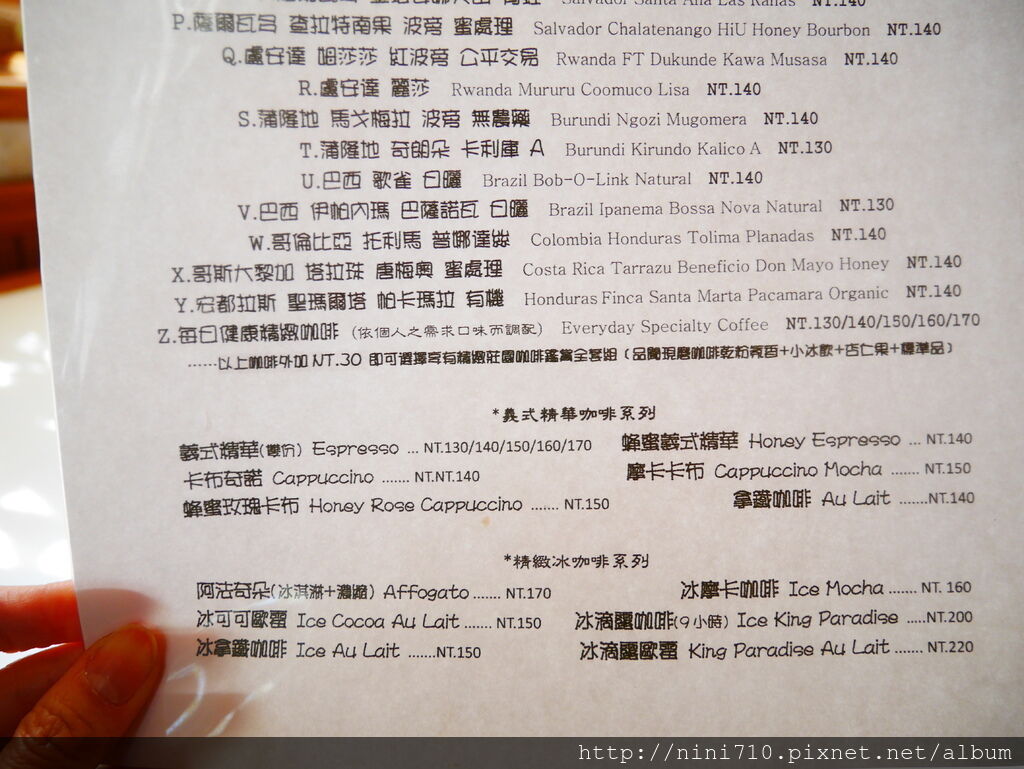 Salvador Santa Ana Las Ranas NT.140
P.薩爾瓦多 查拉特南果 波旁 蜜處理 Salvador Chalatenango HiU Honey Bourbon NT.140
Q.盧安達 姆莎莎 紅波旁 公平交易 Rwanda FT Dukunde Kawa Musasa NT.140
R.盧安達 麗莎 Rwanda Mururu Coomuco Lisa NT.140
S.蒲隆地 馬戈梅拉 波旁 無農藥 Burundi Ngozi Mugomera NT.140
T.蒲隆地 奇朗朵 卡利庫 A Burundi Kirundo Kalico A NT.130
U.巴西 歌雀 日曬 Brazil Bob-O-Link Natural NT.140
V.巴西 伊帕內瑪 巴薩諾瓦 日曬 Brazil Ipanema Bossa Nova Natural NT.130
W.哥倫比亞 托利馬 普娜達絲 Colombia Honduras Tolima Planadas NT.140
X.哥斯大黎加 塔拉珠 唐梅奧 蜜處理 Costa Rica Tarrazu Beneficio Don Mayo Honey NT.140
Y.宏都拉斯 聖瑪爾塔 帕卡瑪拉 有機 Honduras Finca Santa Marta Pacamara Organic NT.140
Z.每日健康精緻咖啡 (依個人之需求口味而調配) Everyday Specialty Coffee NT.130/140/150/160/170
......以上咖啡外加NT.30 即可選擇享有精緻莊園咖啡鑑賞全套組(品聞現磨咖啡乾粉亮香+小冰飲+杏仁果+標準品)
*義式精華咖啡系列
義式精華(雙份) Espresso ... NT.130/140/150/160/170 蜂蜜義式精華 Honey Espresso ... NT.140
卡布奇諾 Cappuccino ....... NT.NT.140 摩卡卡布 Cappuccino Mocha ....... NT.150
蜂蜜玫瑰卡布 Honey Rose Cappuccino ....... NT.150 拿鐵咖啡 Au Lait .......NT.140
*精緻冰咖啡系列
阿法奇朵(冰淇淋+濃縮) Affogato ....... NT.170 冰摩卡咖啡 Ice Mocha ....... NT. 160
冰可可歐蕾 Ice Cocoa Au Lait ....... NT.150 冰滴露咖啡(9小時) Ice King Paradise .....NT.200
冰拿鐵咖啡 Ice Au Lait .......NT.150 冰滴露歐蕾 King Paradise Au Lait ....... NT.220
http://nini710.pixnet.net/album